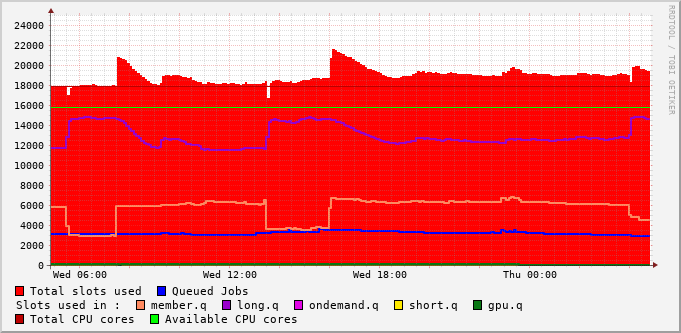 24000
22000
20000
18000
16000
14000
12000
10000
8000
6000
4000
2000
0
Wed 06:00 Wed 12:00 Wed 18:00 Thu 00:00
RRDTOOL / TOBI OETIKER
Total slots used Queued Jobs
Slots used in : member.q long.q ondemand.q short.q gpu.q
Total CPU cores Available CPU cores